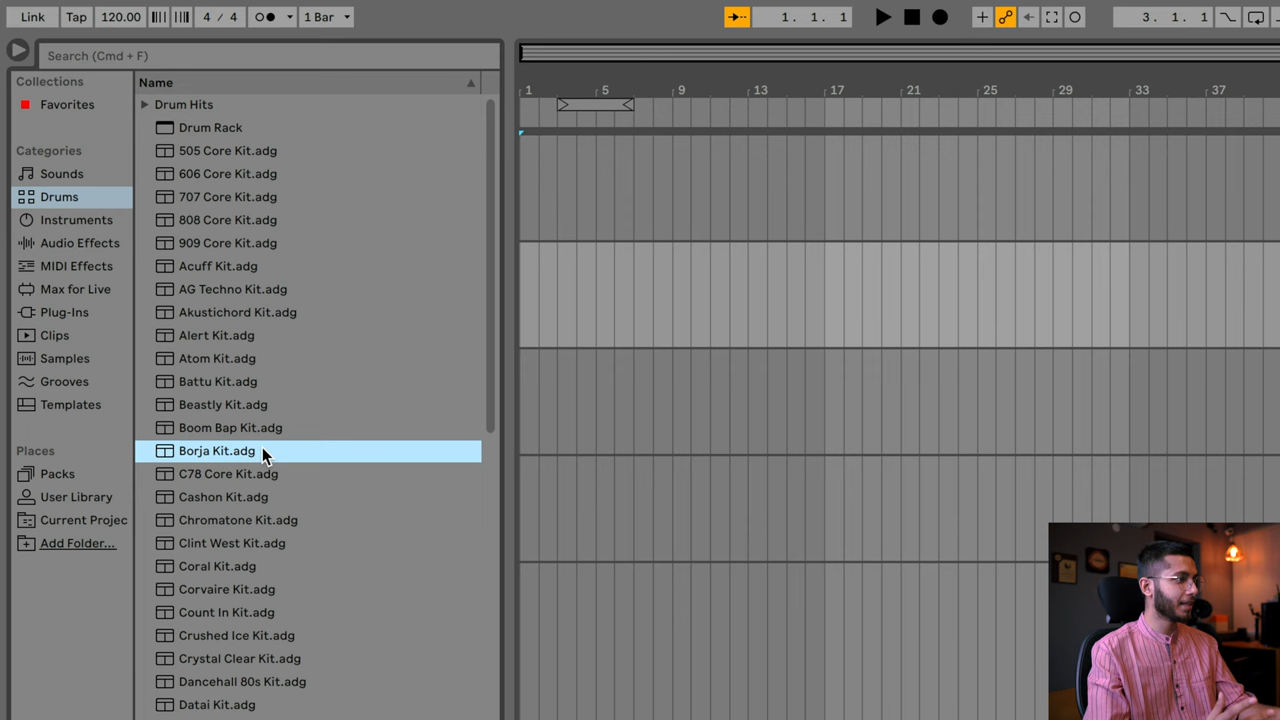 Link Tap 120.00 4 / 4 1 Bar 1. 1. 1 3. 1. 1
Search (Cmd + F)
Collections
Favorites
Categories
Sounds
Drums
Instruments
Audio Effects
MIDI Effects
Max for Live
Plug-Ins
Clips
Samples
Grooves
Templates
Places
Packs
User Library
Current Projec
Add Folder...
Name
Drum Hits
Drum Rack
505 Core Kit.adg
606 Core Kit.adg
707 Core Kit.adg
808 Core Kit.adg
909 Core Kit.adg
Acuff Kit.adg
AG Techno Kit.adg
Akustichord Kit.adg
Alert Kit.adg
Atom Kit.adg
Battu Kit.adg
Beastly Kit.adg
Boom Bap Kit.adg
Borja Kit.adg
C78 Core Kit.adg
Cashon Kit.adg
Chromatone Kit.adg
Clint West Kit.adg
Coral Kit.adg
Corvaire Kit.adg
Count In Kit.adg
Crushed Ice Kit.adg
Crystal Clear Kit.adg
Dancehall 80s Kit.adg
Datai Kit.adg
1 5 9 13 17 21 25 29 33 37